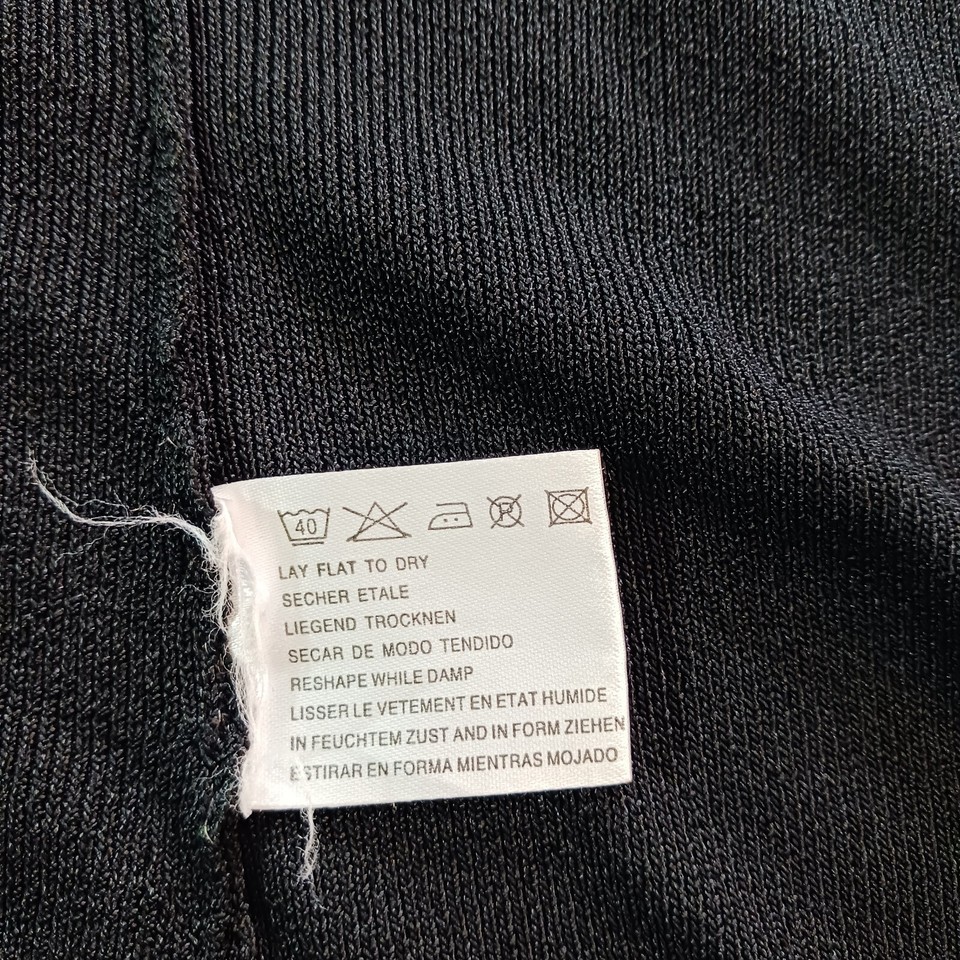 40 P
LAY FLAT TO DRY
SECHER ETALE
LIEGEND TROCKNEN
SECAR DE MODO TENDIDO
RESHAPE WHILE DAMP
LISSER LE VETEMENT EN ETAT HUMIDE
IN FEUCHTEM ZUST AND IN FORM ZIEHEN
ESTIRAR EN FORMA MIENTRAS MOJADO